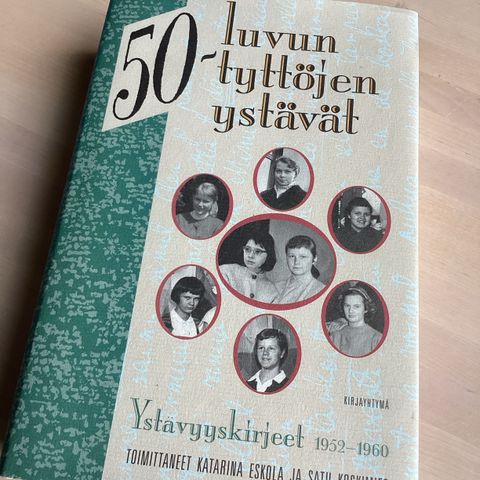 50-
luvun
tyttöjen
ystävät
KIRJAYHTYMÄ
Ystävyyskirjeet 1952–1960
TOIMITTANEET KATARINA ESKOLA JA SATU KOSKIMIES